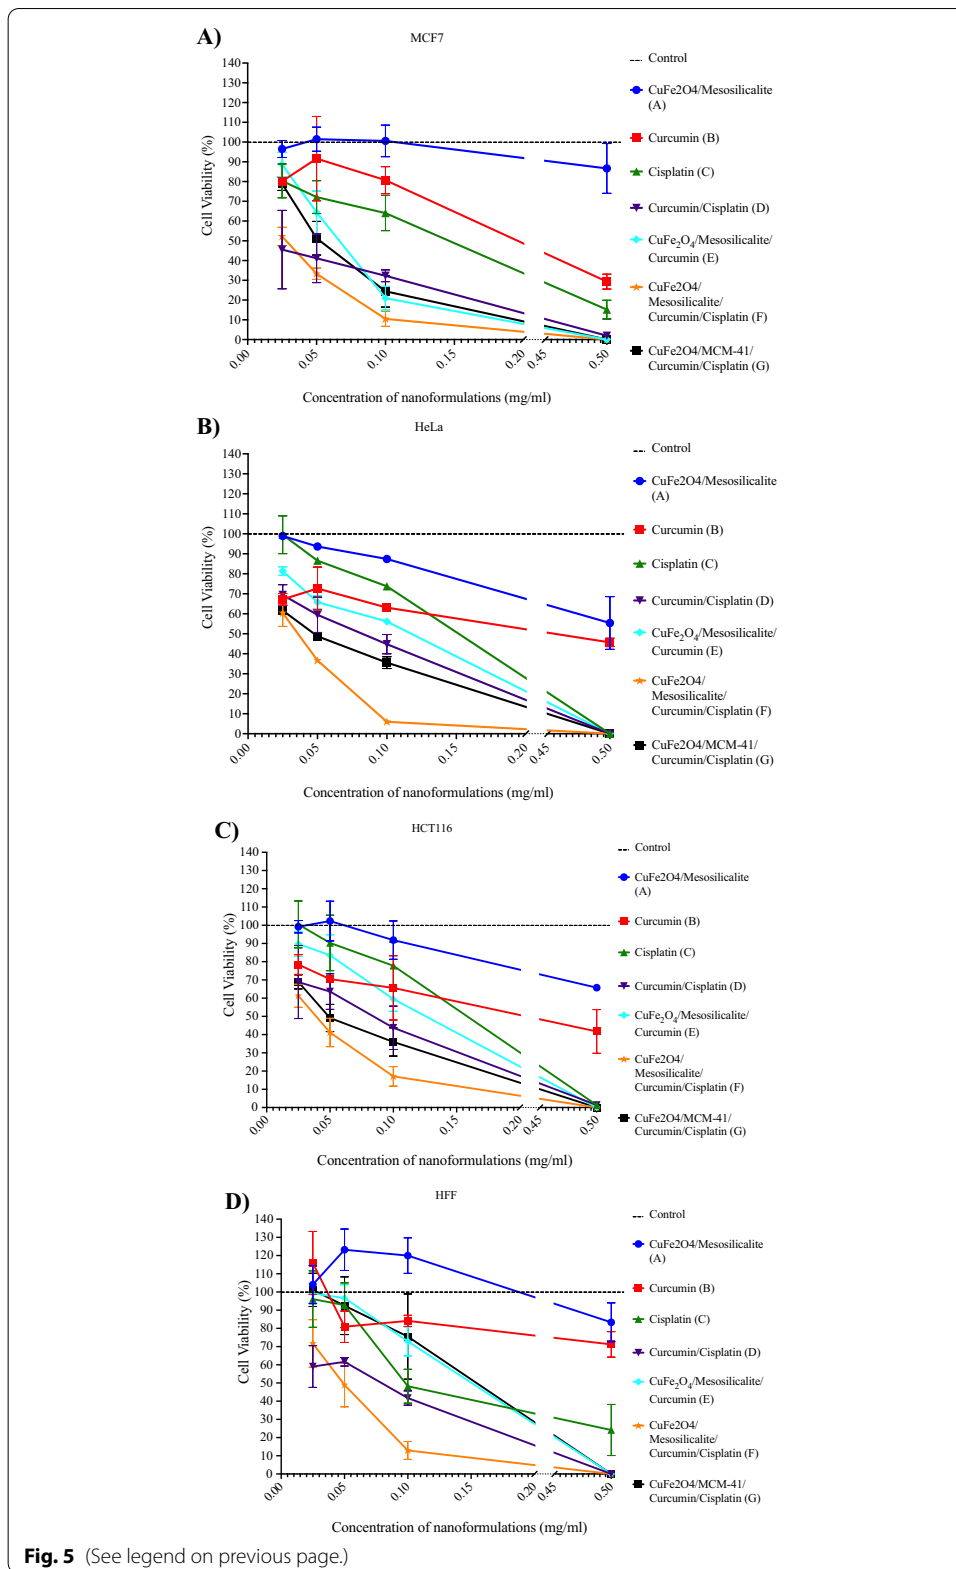 A)
MCF7
140
130
120
110
100
90
80
70
60
50
40
30
20
10
0
Cell Viability (%)
0.00
0.05
0.10
0.15
0.20
0.45
0.50
Concentration of nanoformulations (mg/ml)
Control
CuFe2O4/Mesosilicalite
(A)
Curcumin (B)
Cisplatin (C)
Curcumin/Cisplatin (D)
CuFe₂O₄/Mesosilicalite/
Curcumin (E)
CuFe2O4/
Mesosilicalite/
Curcumin/Cisplatin (F)
CuFe2O4/MCM-41/
Curcumin/Cisplatin (G)
B)
HeLa
140
130
120
110
100
90
80
70
60
50
40
30
20
10
0
Cell Viability (%)
0.00
0.05
0.10
0.15
0.20
0.45
0.50
Concentration of nanoformulations (mg/ml)
Control
CuFe2O4/Mesosilicalite
(A)
Curcumin (B)
Cisplatin (C)
Curcumin/Cisplatin (D)
CuFe₂O₄/Mesosilicalite/
Curcumin (E)
CuFe2O4/
Mesosilicalite/
Curcumin/Cisplatin (F)
CuFe2O4/MCM-41/
Curcumin/Cisplatin (G)
C)
HCT116
140
130
120
110
100
90
80
70
60
50
40
30
20
10
0
Cell Viability (%)
0.00
0.05
0.10
0.15
0.20
0.45
0.50
Concentration of nanoformulations (mg/ml)
Control
CuFe2O4/Mesosilicalite
(A)
Curcumin (B)
Cisplatin (C)
Curcumin/Cisplatin (D)
CuFe₂O₄/Mesosilicalite/
Curcumin (E)
CuFe2O4/
Mesosilicalite/
Curcumin/Cisplatin (F)
CuFe2O4/MCM-41/
Curcumin/Cisplatin (G)
D)
HFF
140
130
120
110
100
90
80
70
60
50
40
30
20
10
0
Cell Viability (%)
0.00
0.05
0.10
0.15
0.20
0.45
0.50
Concentration of nanoformulations (mg/ml)
Control
CuFe2O4/Mesosilicalite
(A)
Curcumin (B)
Cisplatin (C)
Curcumin/Cisplatin (D)
CuFe₂O₄/Mesosilicalite/
Curcumin (E)
CuFe2O4/
Mesosilicalite/
Curcumin/Cisplatin (F)
CuFe2O4/MCM-41/
Curcumin/Cisplatin (G)
Fig. 5 (See legend on previous page.)